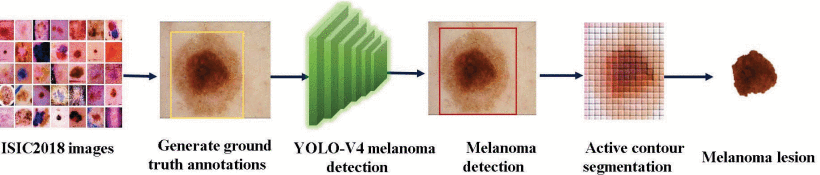 ISIC2018 images
Generate ground
truth annotations
YOLO-V4 melanoma
detection
Melanoma
detection
Active contour
segmentation
Melanoma lesion